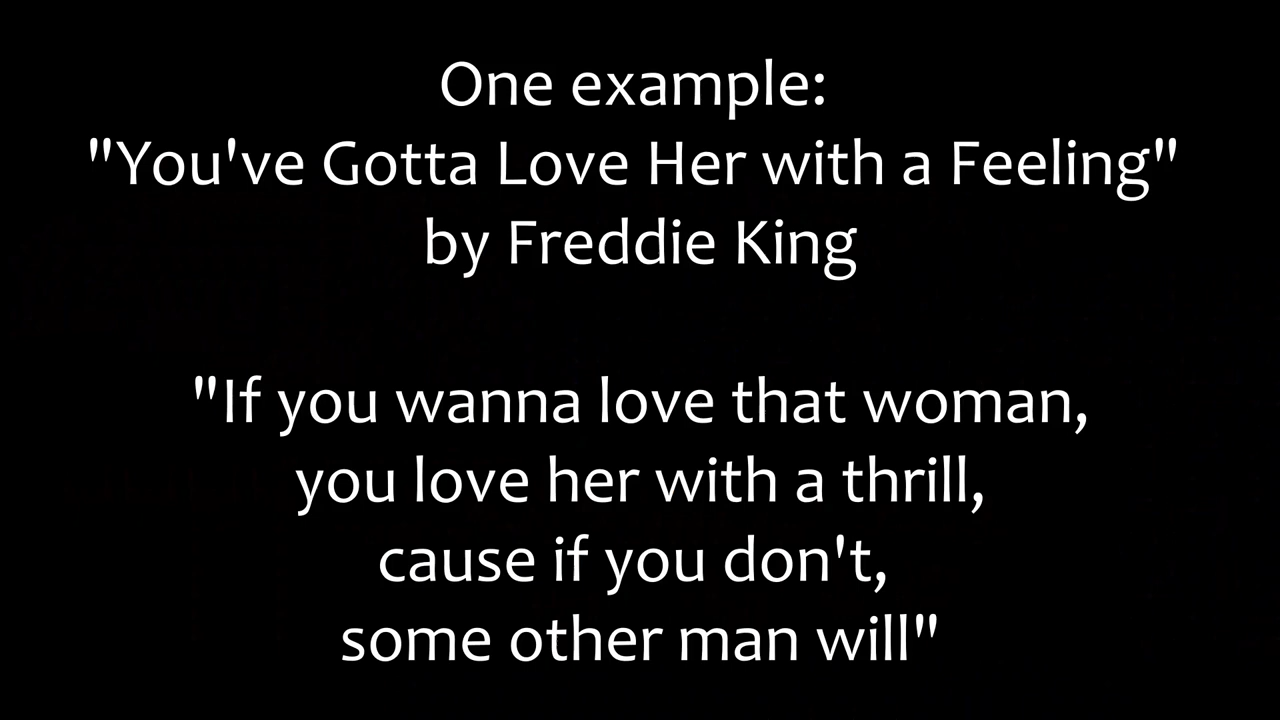 One example:
"You've Gotta Love Her with a Feeling"
by Freddie King
"If you wanna love that woman,
you love her with a thrill,
cause if you don't,
some other man will"